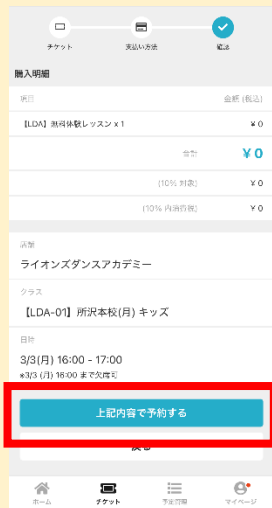 チケット
支払い方法
確認
購入明細
項目
金額 (税込)
【LDA】無料体験レッスン x 1
¥ 0
合計
¥ 0
(10% 対象)
¥ 0
(10% 内消費税)
¥ 0
店舗
ライオンズダンスアカデミー
クラス
【LDA-01】所沢本校(月) キッズ
日時
3/3(月) 16:00 - 17:00
*3/3 (月) 16:00 まで欠席可
上記内容で予約する
戻る
ホーム
チケット
予定管理
マイページ